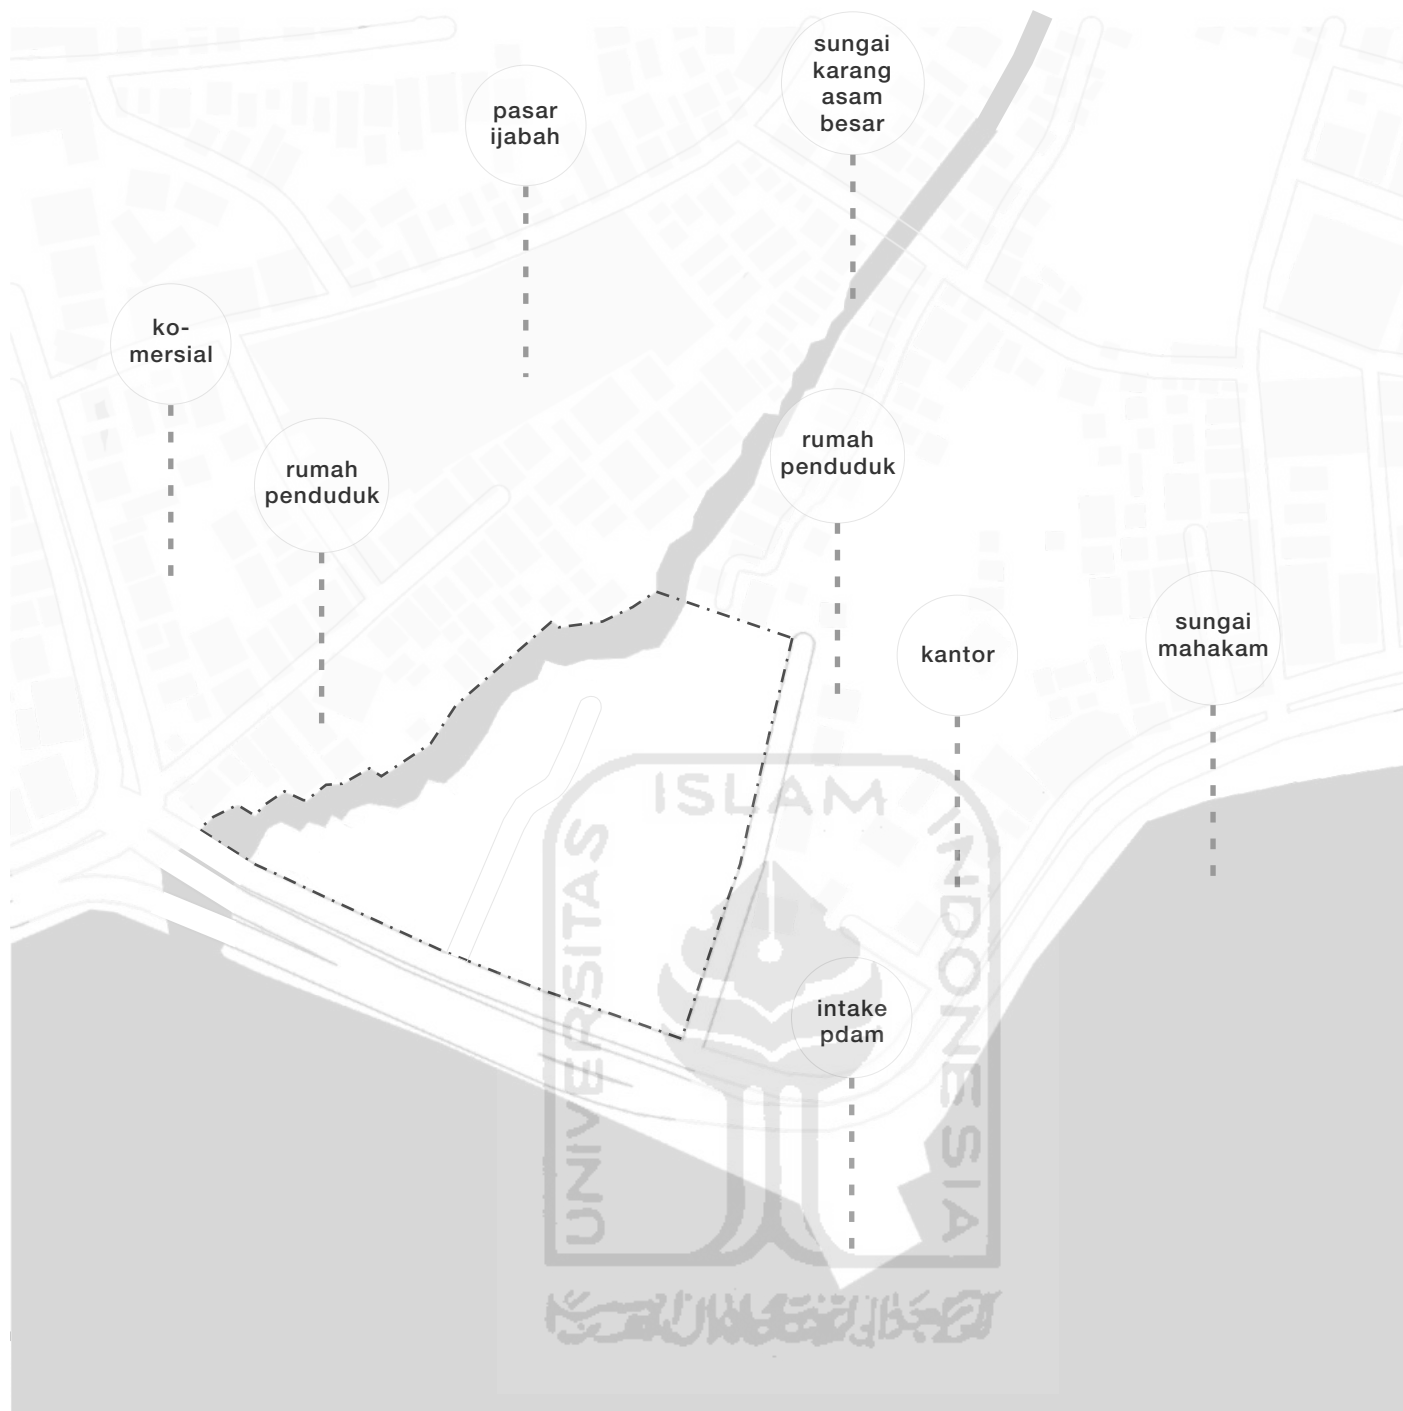 sungai
karang
asam
besar
pasar
ijabah
ko-
mersial
rumah
penduduk
rumah
penduduk
sungai
mahakam
kantor
intake
pdam
ISLAM
UNIVERSITAS
INDONESIA